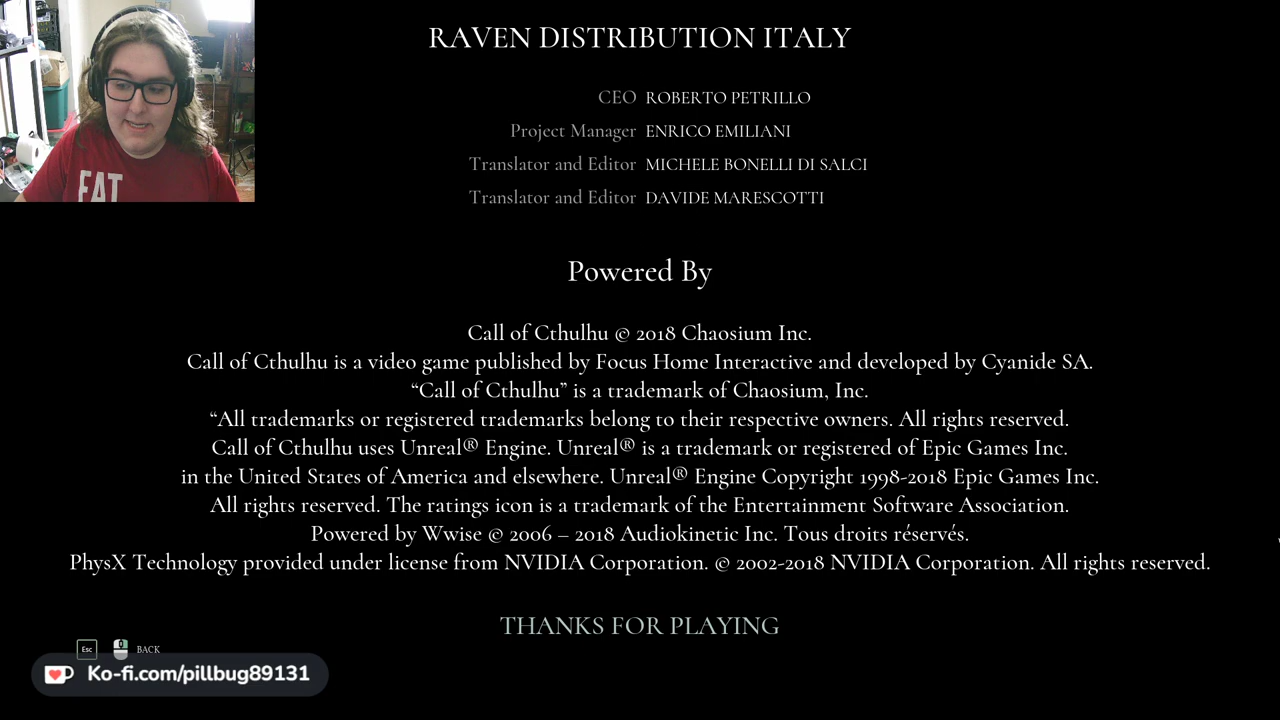 RAVEN DISTRIBUTION ITALY
CEO ROBERTO PETRILLO
Project Manager ENRICO EMILIANI
Translator and Editor MICHELE BONELLI DI SALCI
Translator and Editor DAVIDE MARESCOTTI
EAT
Powered By
Call of Cthulhu © 2018 Chaosium Inc.
Call of Cthulhu is a video game published by Focus Home Interactive and developed by Cyanide SA.
“Call of Cthulhu” is a trademark of Chaosium, Inc.
“All trademarks or registered trademarks belong to their respective owners. All rights reserved.
Call of Cthulhu uses Unreal® Engine. Unreal® is a trademark or registered of Epic Games Inc.
in the United States of America and elsewhere. Unreal® Engine Copyright 1998-2018 Epic Games Inc.
All rights reserved. The ratings icon is a trademark of the Entertainment Software Association.
Powered by Wwise © 2006 – 2018 Audiokinetic Inc. Tous droits réservés.
PhysX Technology provided under license from NVIDIA Corporation. © 2002-2018 NVIDIA Corporation. All rights reserved.
THANKS FOR PLAYING
Esc BACK
Ko-fi.com/pillbug89131